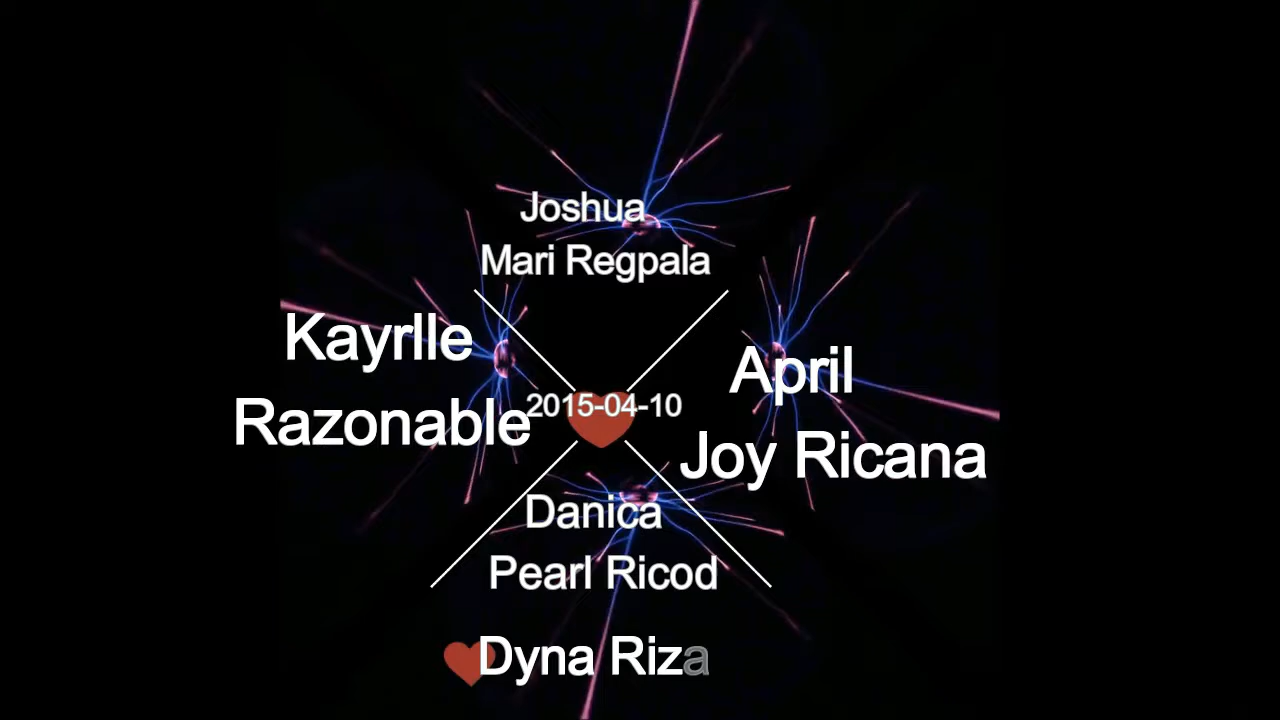 Joshua
Mari Regpala
Kayrlle
Razonable
April
Joy Ricana
2015-04-10
Danica
Pearl Ricod
Dyna Riza